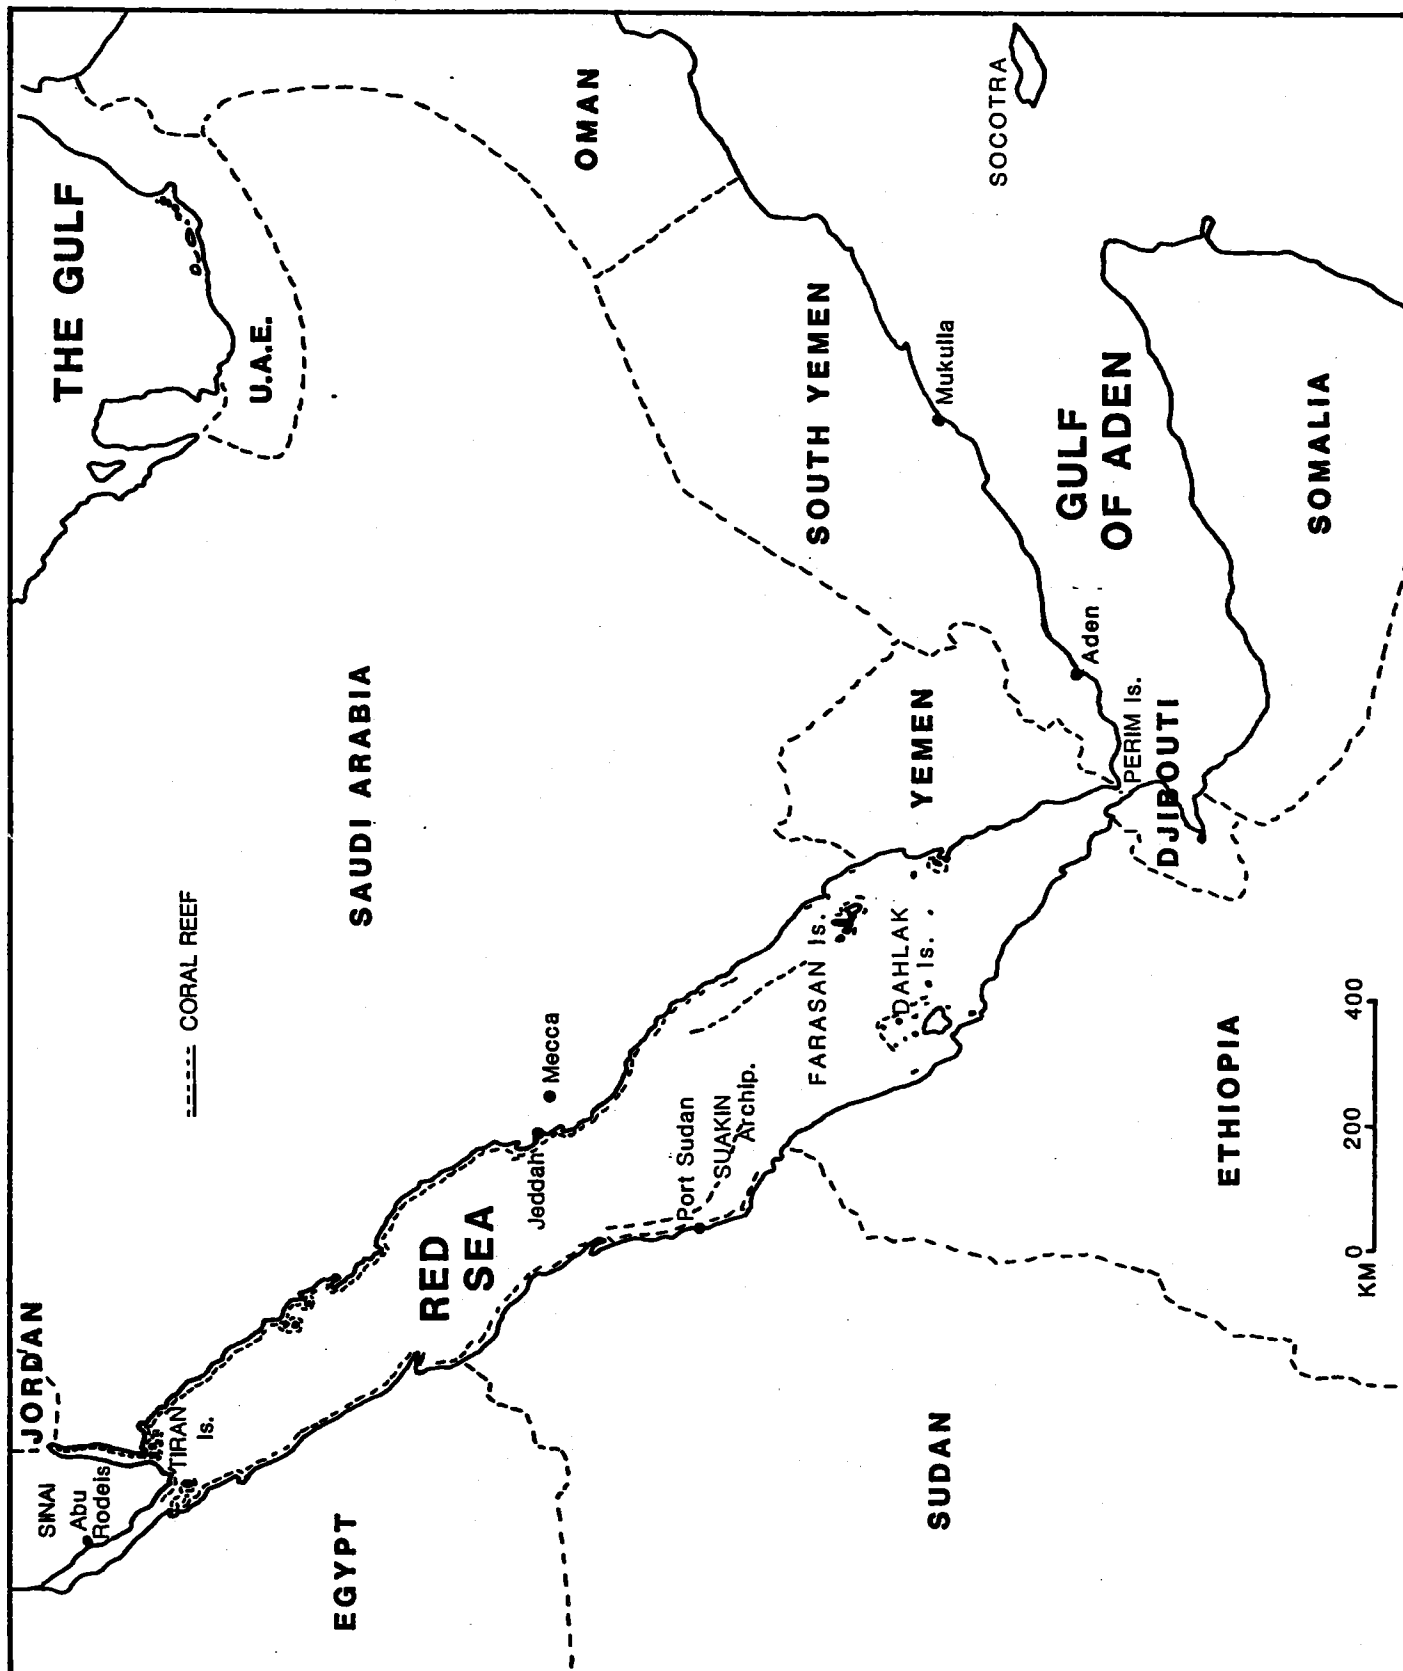 JORDAN
SINAI
Abu
Rodeis
TIRAN
Is.
EGYPT
THE GULF
U.A.E.
OMAN
CORAL REEF
SAUDI ARABIA
RED
SEA
Jeddah
Mecca
Port Sudan
SUAKIN
Archip.
FARASAN Is.
DAHLAK
Is.
YEMEN
SOUTH YEMEN
Mukulla
SOCOTRA
Aden
GULF
OF ADEN
PERIM Is.
DJIBOUTI
SOMALIA
SUDAN
ETHIOPIA
KM
0 200 400